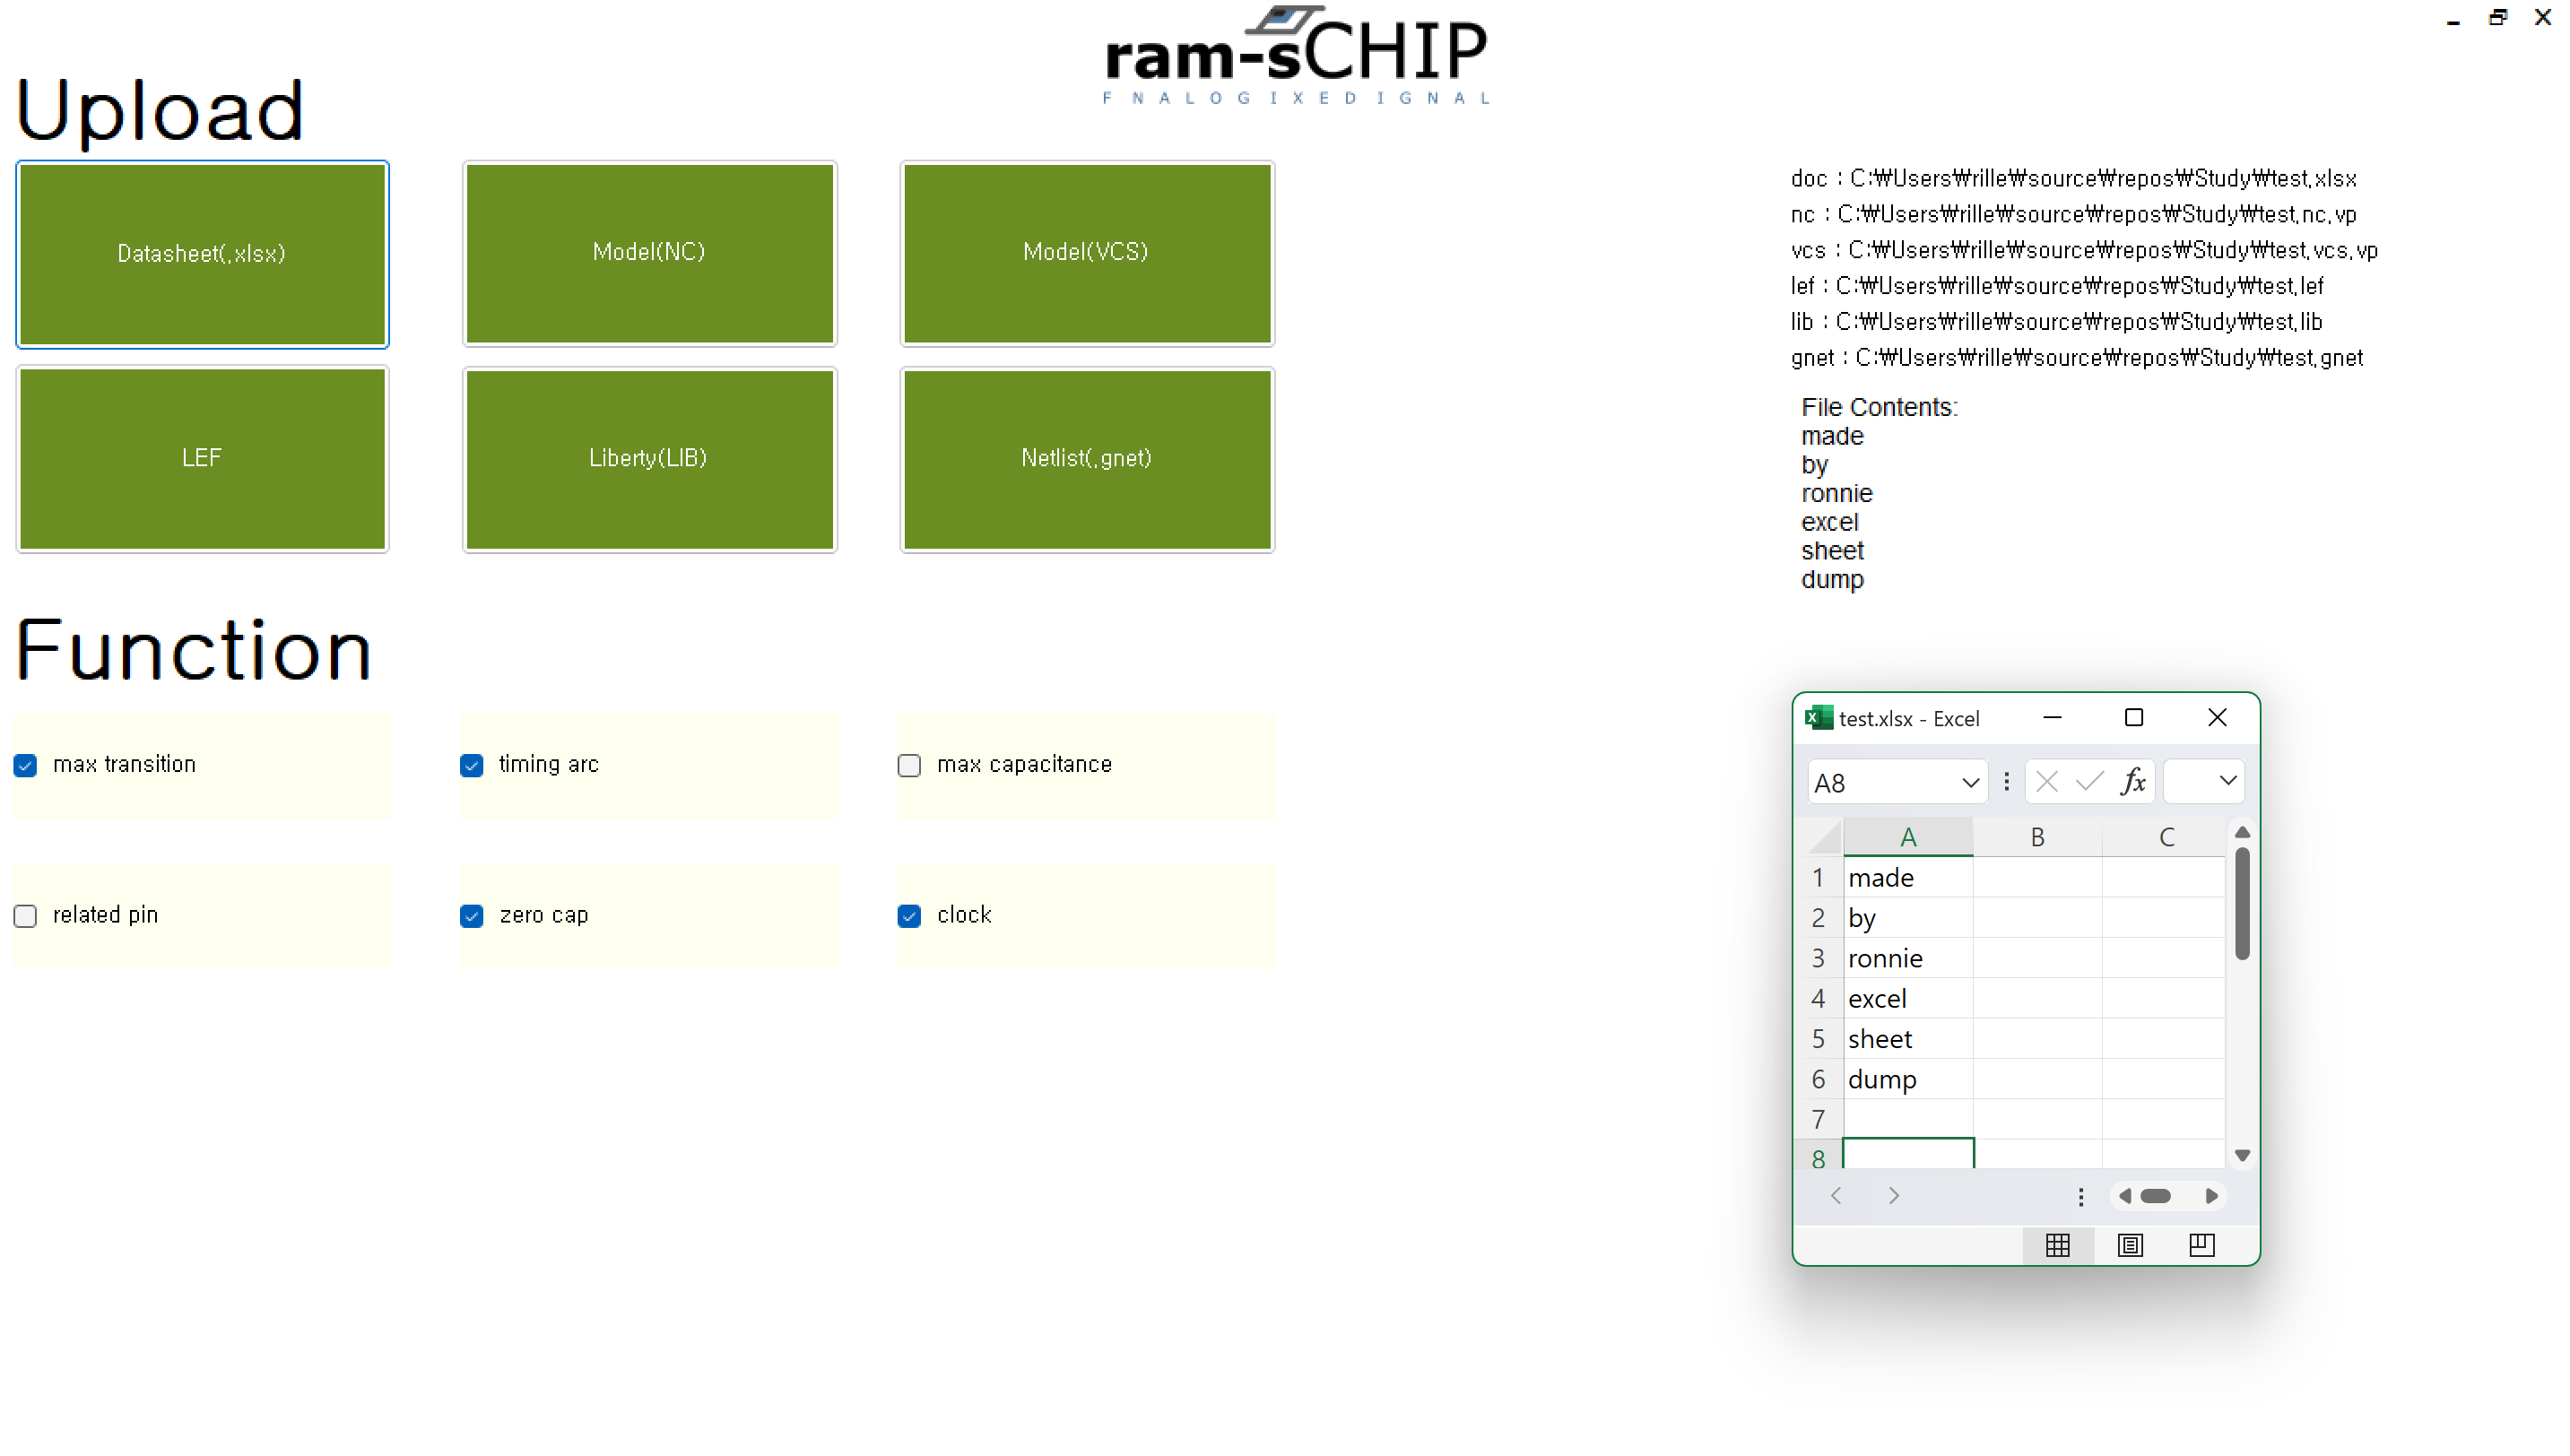 ram-sCHIP
F N A L O G I X E D I G N A L
Upload
Datasheet(.xlsx)
Model(NC)
Model(VCS)
LEF
Liberty(LIB)
Netlist(.gnet)
doc : C:₩Users₩rille₩source₩repos₩Study₩test.xlsx
nc : C:₩Users₩rille₩source₩repos₩Study₩test.nc.vp
vcs : C:₩Users₩rille₩source₩repos₩Study₩test.vcs.vp
lef : C:₩Users₩rille₩source₩repos₩Study₩test.lef
lib : C:₩Users₩rille₩source₩repos₩Study₩test.lib
gnet : C:₩Users₩rille₩source₩repos₩Study₩test.gnet
File Contents:
made
by
ronnie
excel
sheet
dump
Function
max transition
timing arc
max capacitance
related pin
zero cap
clock
test.xlsx - Excel
A8
fx
A B C
1 made
2 by
3 ronnie
4 excel
5 sheet
6 dump
7
8